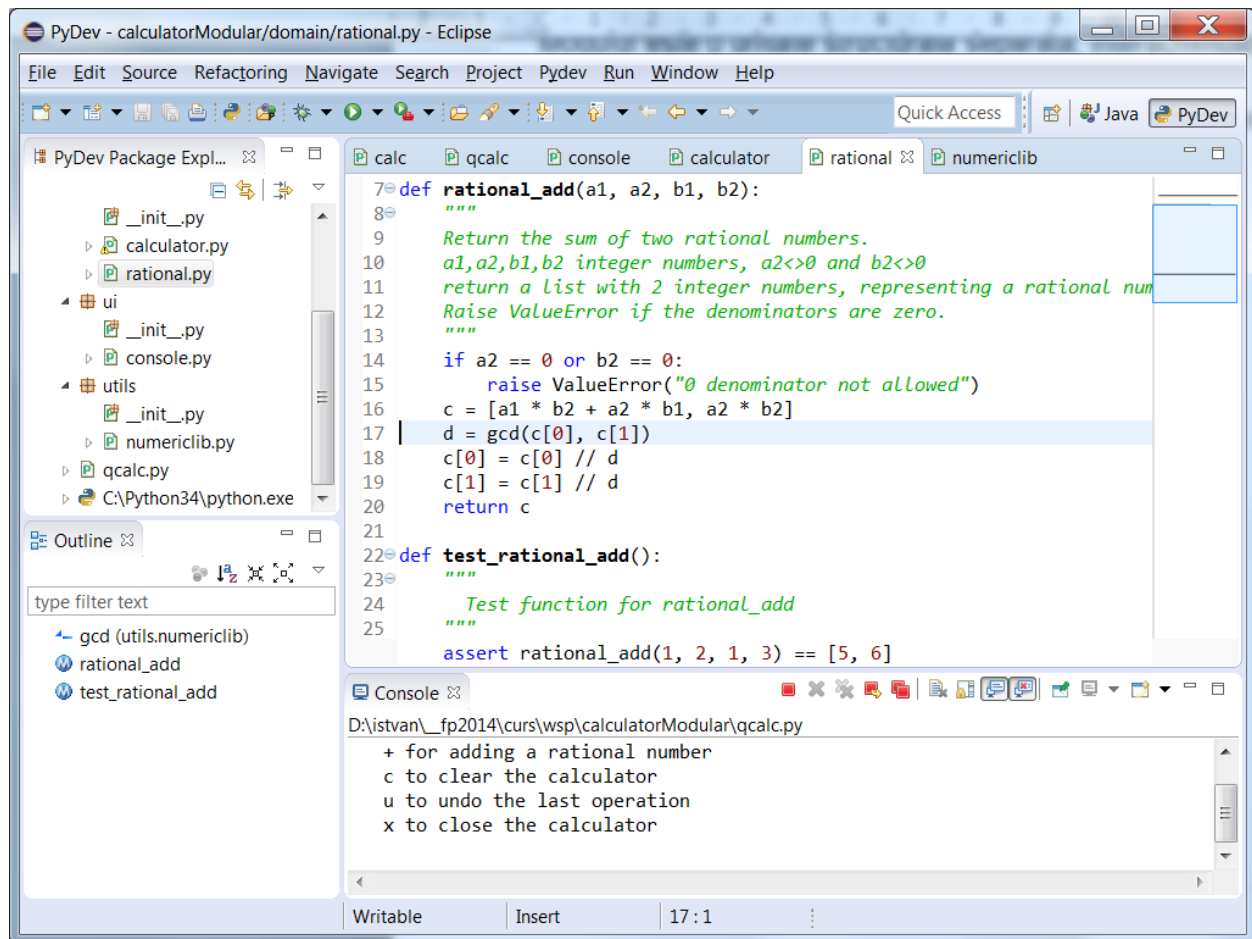 PyDev - calculatorModular/domain/rational.py - Eclipse
File Edit Source Refactoring Navigate Search Project Pydev Run Window Help
Quick Access Java PyDev
PyDev Package Expl...
__init__.py
calculator.py
rational.py
ui
__init__.py
console.py
utils
__init__.py
numericlib.py
qcalc.py
C:\Python34\python.exe
Outline
type filter text
gcd (utils.numericlib)
rational_add
test_rational_add
calc qcalc console calculator rational numericlib
7 def rational_add(a1, a2, b1, b2):
8 """
9 Return the sum of two rational numbers.
10 a1,a2,b1,b2 integer numbers, a2<>0 and b2<>0
11 return a list with 2 integer numbers, representing a rational num
12 Raise ValueError if the denominators are zero.
13 """
14 if a2 == 0 or b2 == 0:
15 raise ValueError("0 denominator not allowed")
16 c = [a1 * b2 + a2 * b1, a2 * b2]
17 d = gcd(c[0], c[1])
18 c[0] = c[0] // d
19 c[1] = c[1] // d
20 return c
21
22 def test_rational_add():
23 """
24 Test function for rational_add
25 """
assert rational_add(1, 2, 1, 3) == [5, 6]
Console
D:\istvan\__fp2014\curs\wsp\calculatorModular\qcalc.py
+ for adding a rational number
c to clear the calculator
u to undo the last operation
x to close the calculator
Writable Insert 17 : 1